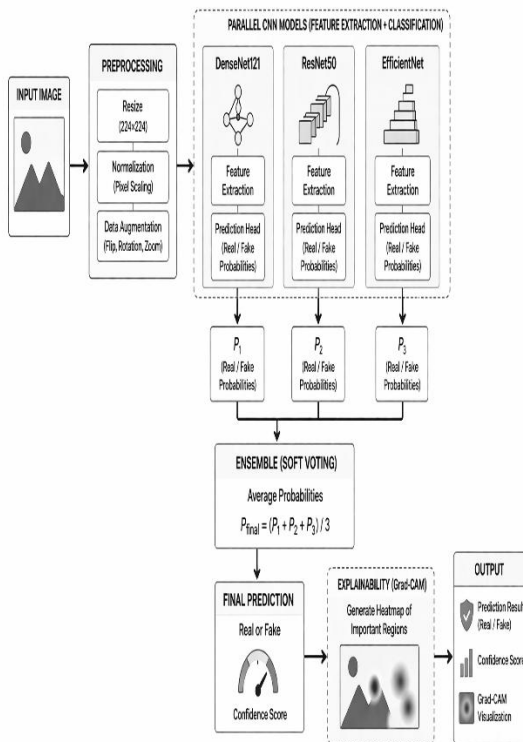 PARALLEL CNN MODELS (FEATURE EXTRACTION + CLASSIFICATION)
INPUT IMAGE
PREPROCESSING
Resize
(224×224)
Normalization
(Pixel Scaling)
Data Augmentation
(Flip, Rotation, Zoom)
DenseNet121
Feature
Extraction
Prediction Head
(Real / Fake
Probabilities)
ResNet50
Feature
Extraction
Prediction Head
(Real / Fake
Probabilities)
EfficientNet
Feature
Extraction
Prediction Head
(Real / Fake
Probabilities)
P₁
(Real / Fake
Probabilities)
P₂
(Real / Fake
Probabilities)
P₃
(Real / Fake
Probabilities)
ENSEMBLE (SOFT VOTING)
Average Probabilities
P_final = (P₁ + P₂ + P₃) / 3
FINAL PREDICTION
Real or Fake
Confidence Score
EXPLAINABILITY (Grad-CAM)
Generate Heatmap of
Important Regions
OUTPUT
Prediction Result
(Real / Fake)
Confidence Score
Grad-CAM
Visualization